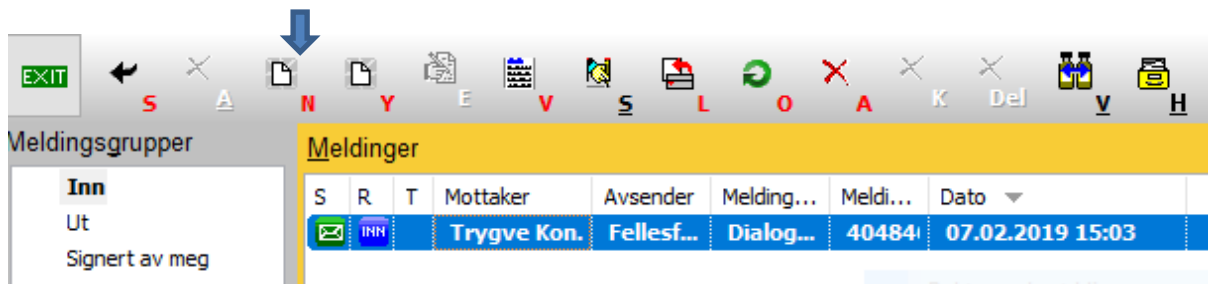 EXIT S A N Y E V S L O A K Del V H
Meldingsgrupper
Meldinger
Inn
Ut
Signert av meg
S R T Mottaker Avsender Melding... Meldi... Dato
INN Trygve Kon. Fellesf... Dialog... 40484 07.02.2019 15:03